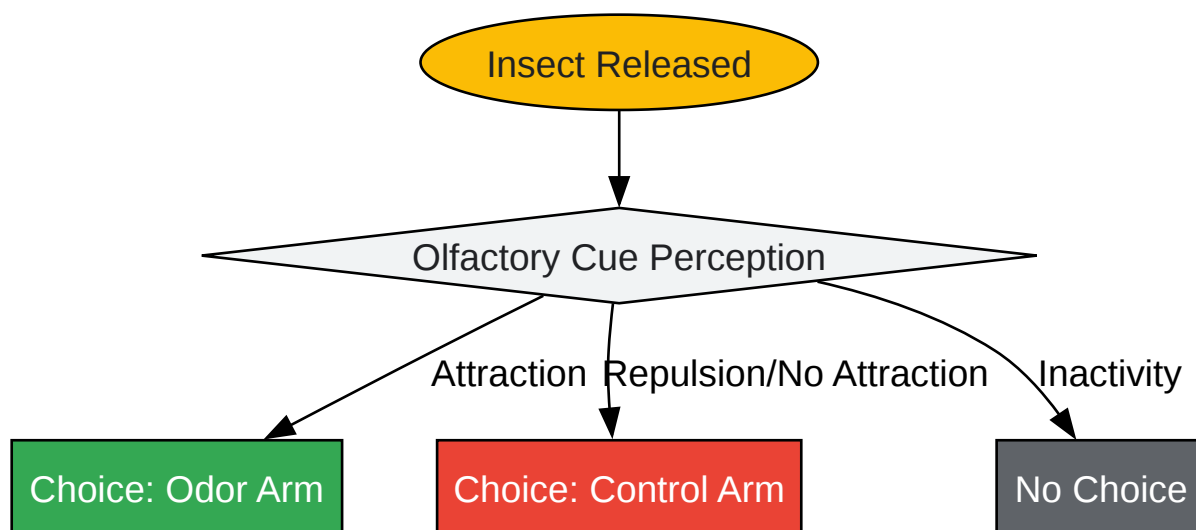 Insect Released
Olfactory Cue Perception
Attraction
Repulsion/No Attraction
Inactivity
Choice: Odor Arm
Choice: Control Arm
No Choice